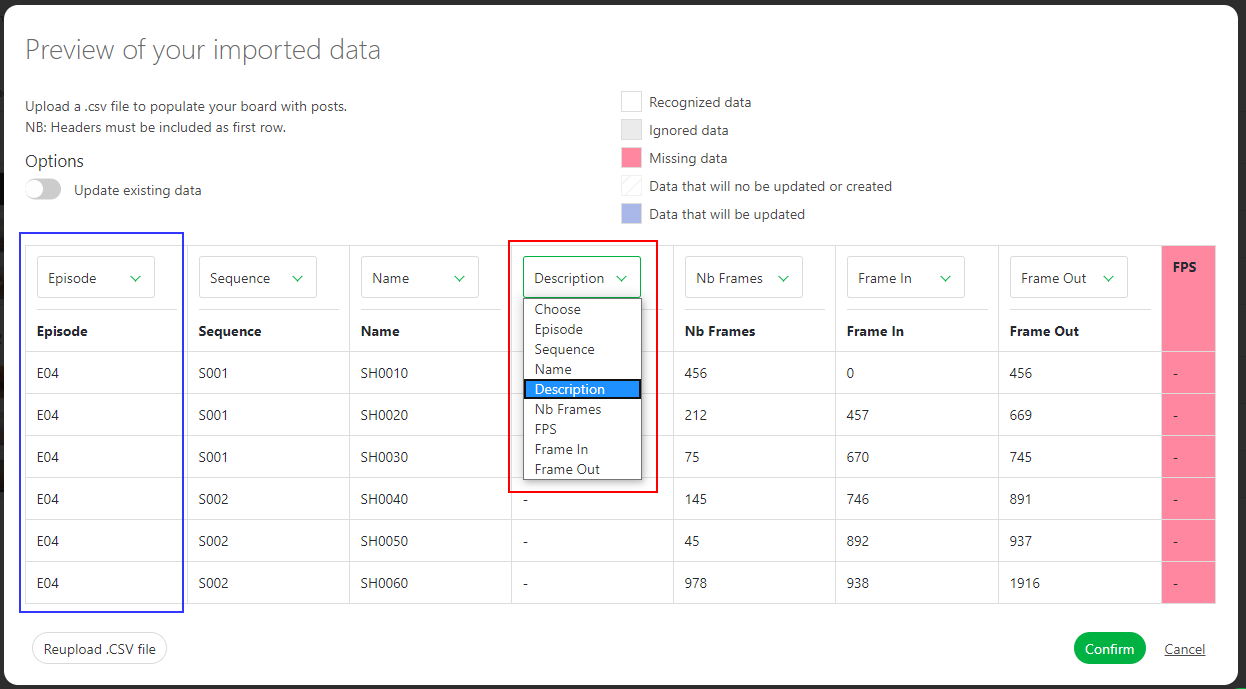 Preview of your imported data
Upload a .csv file to populate your board with posts.
NB: Headers must be included as first row.
Options
Update existing data
Recognized data
Ignored data
Missing data
Data that will no be updated or created
Data that will be updated
Episode Sequence Name Description Nb Frames Frame In Frame Out FPS
Choose
Episode
Sequence
Name
Description
Nb Frames
FPS
Frame In
Frame Out
Episode Sequence Name Nb Frames Frame In Frame Out
E04 S001 SH0010 456 0 456 -
E04 S001 SH0020 212 457 669 -
E04 S001 SH0030 75 670 745 -
E04 S002 SH0040 - 145 746 891 -
E04 S002 SH0050 - 45 892 937 -
E04 S002 SH0060 - 978 938 1916 -
Reupload .CSV file
Confirm Cancel